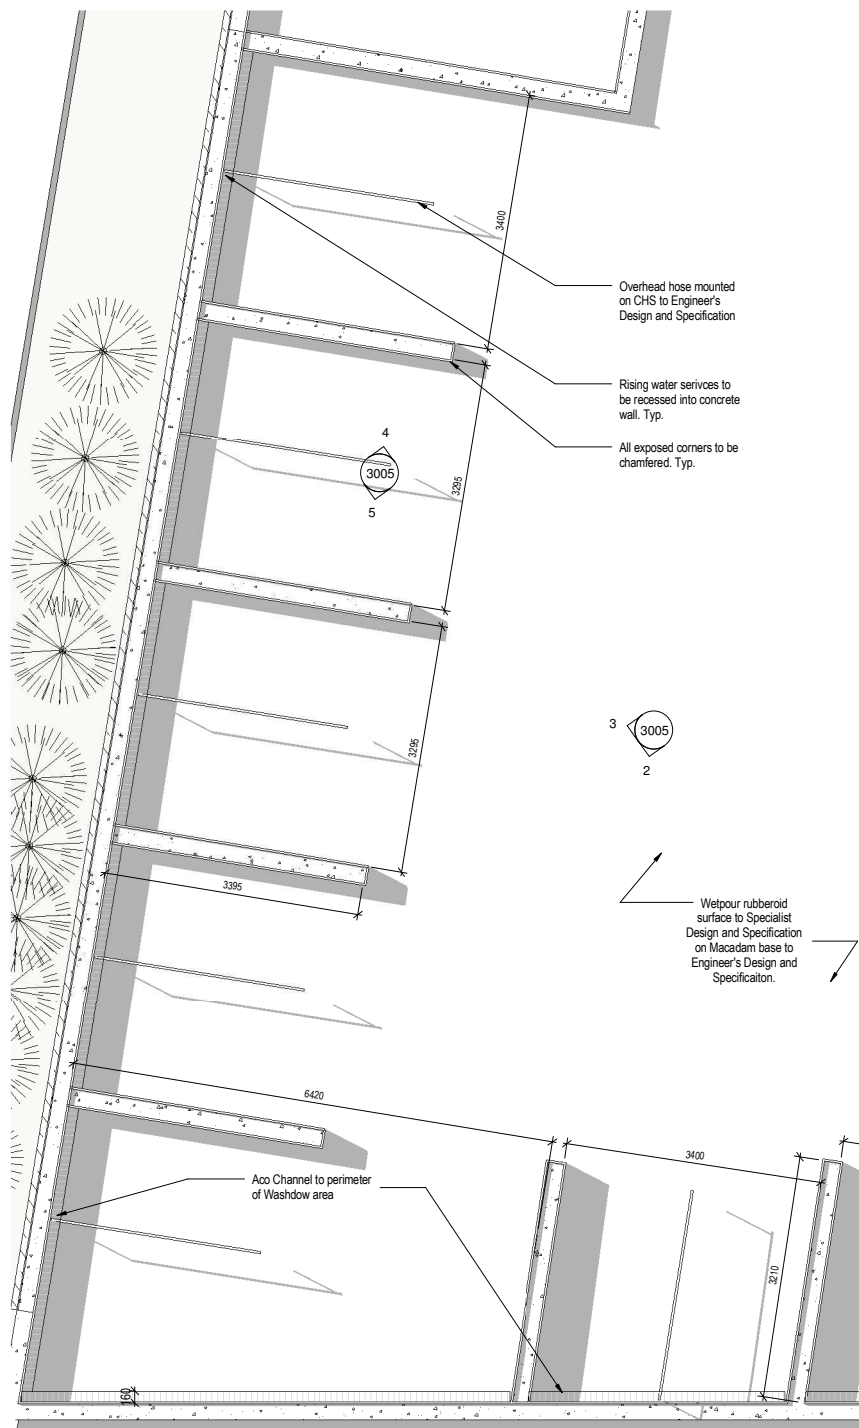 3400
Overhead hose mounted
on CHS to Engineer's
Design and Specification
Rising water serivces to
be recessed into concrete
wall. Typ.
All exposed corners to be
chamfered. Typ.
4
3005
5
3295
3295
3
3005
2
3395
Wetpour rubberoid
surface to Specialist
Design and Specification
on Macadam base to
Engineer's Design and
Specificaiton.
6420
3400
Aco Channel to perimeter
of Washdow area
3210
160